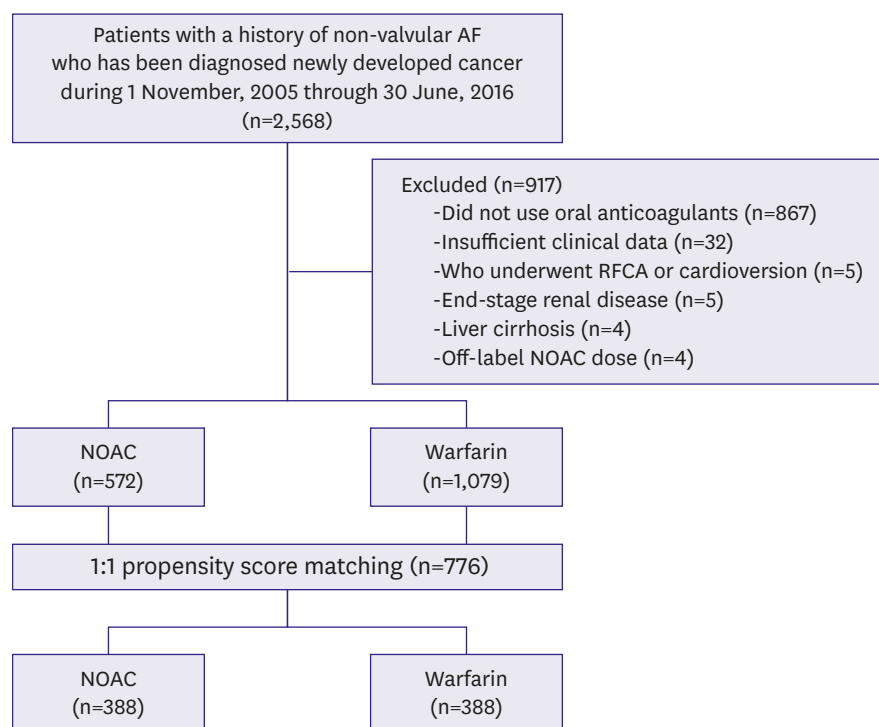 Patients with a history of non-valvular AF
who has been diagnosed newly developed cancer
during 1 November, 2005 through 30 June, 2016
(n=2,568)
Excluded (n=917)
-Did not use oral anticoagulants (n=867)
-Insufficient clinical data (n=32)
-Who underwent RFCA or cardioversion (n=5)
-End-stage renal disease (n=5)
-Liver cirrhosis (n=4)
-Off-label NOAC dose (n=4)
NOAC
(n=572)
Warfarin
(n=1,079)
1:1 propensity score matching (n=776)
NOAC
(n=388)
Warfarin
(n=388)